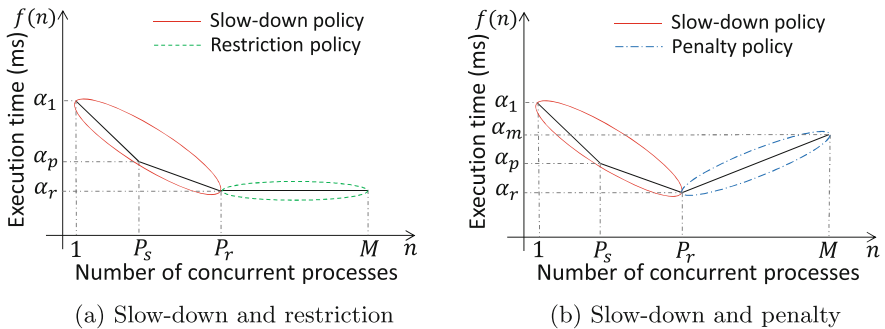 f(n)
Slow-down policy
Restriction policy
Execution time (ms)
α₁
αₚ
αᵣ
1
Pₛ
Pᵣ
M
n
Number of concurrent processes
(a) Slow-down and restriction
f(n)
Slow-down policy
Penalty policy
Execution time (ms)
α₁
αₘ
αₚ
αᵣ
1
Pₛ
Pᵣ
M
n
Number of concurrent processes
(b) Slow-down and penalty